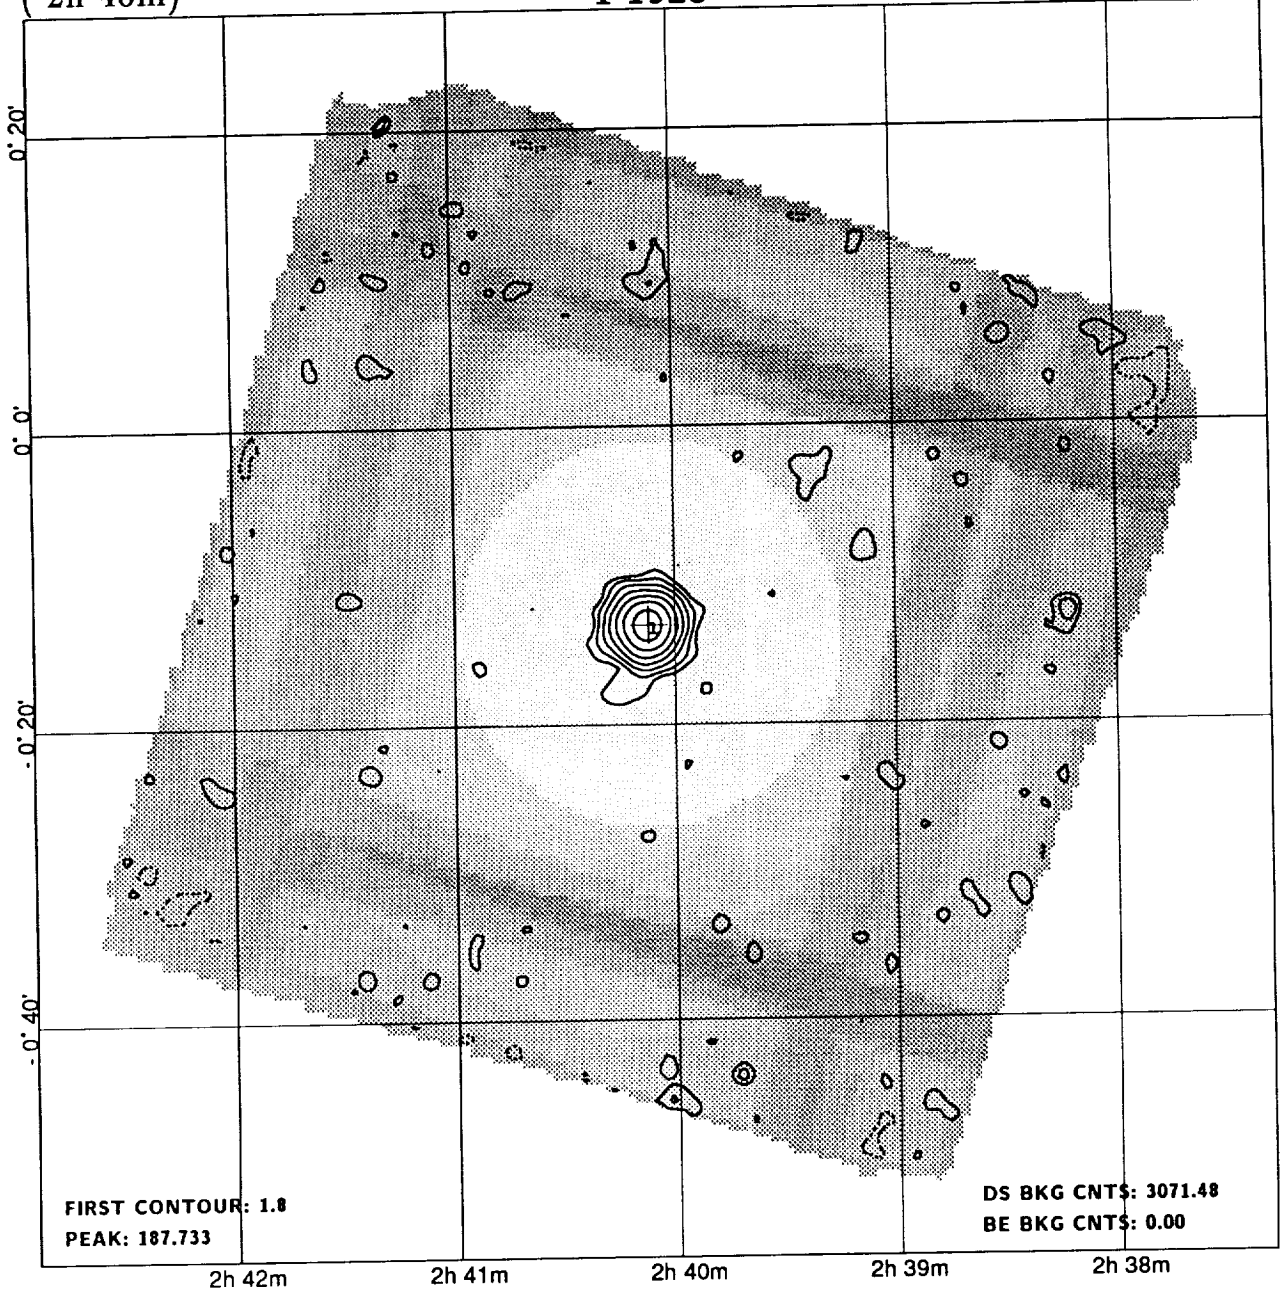 0° 20'
0° 0'
- 0° 20'
- 0° 40'
1
FIRST CONTOUR: 1.8
PEAK: 187.733
DS BKG CNTS: 3071.48
BE BKG CNTS: 0.00
2h 42m 2h 41m 2h 40m 2h 39m 2h 38m